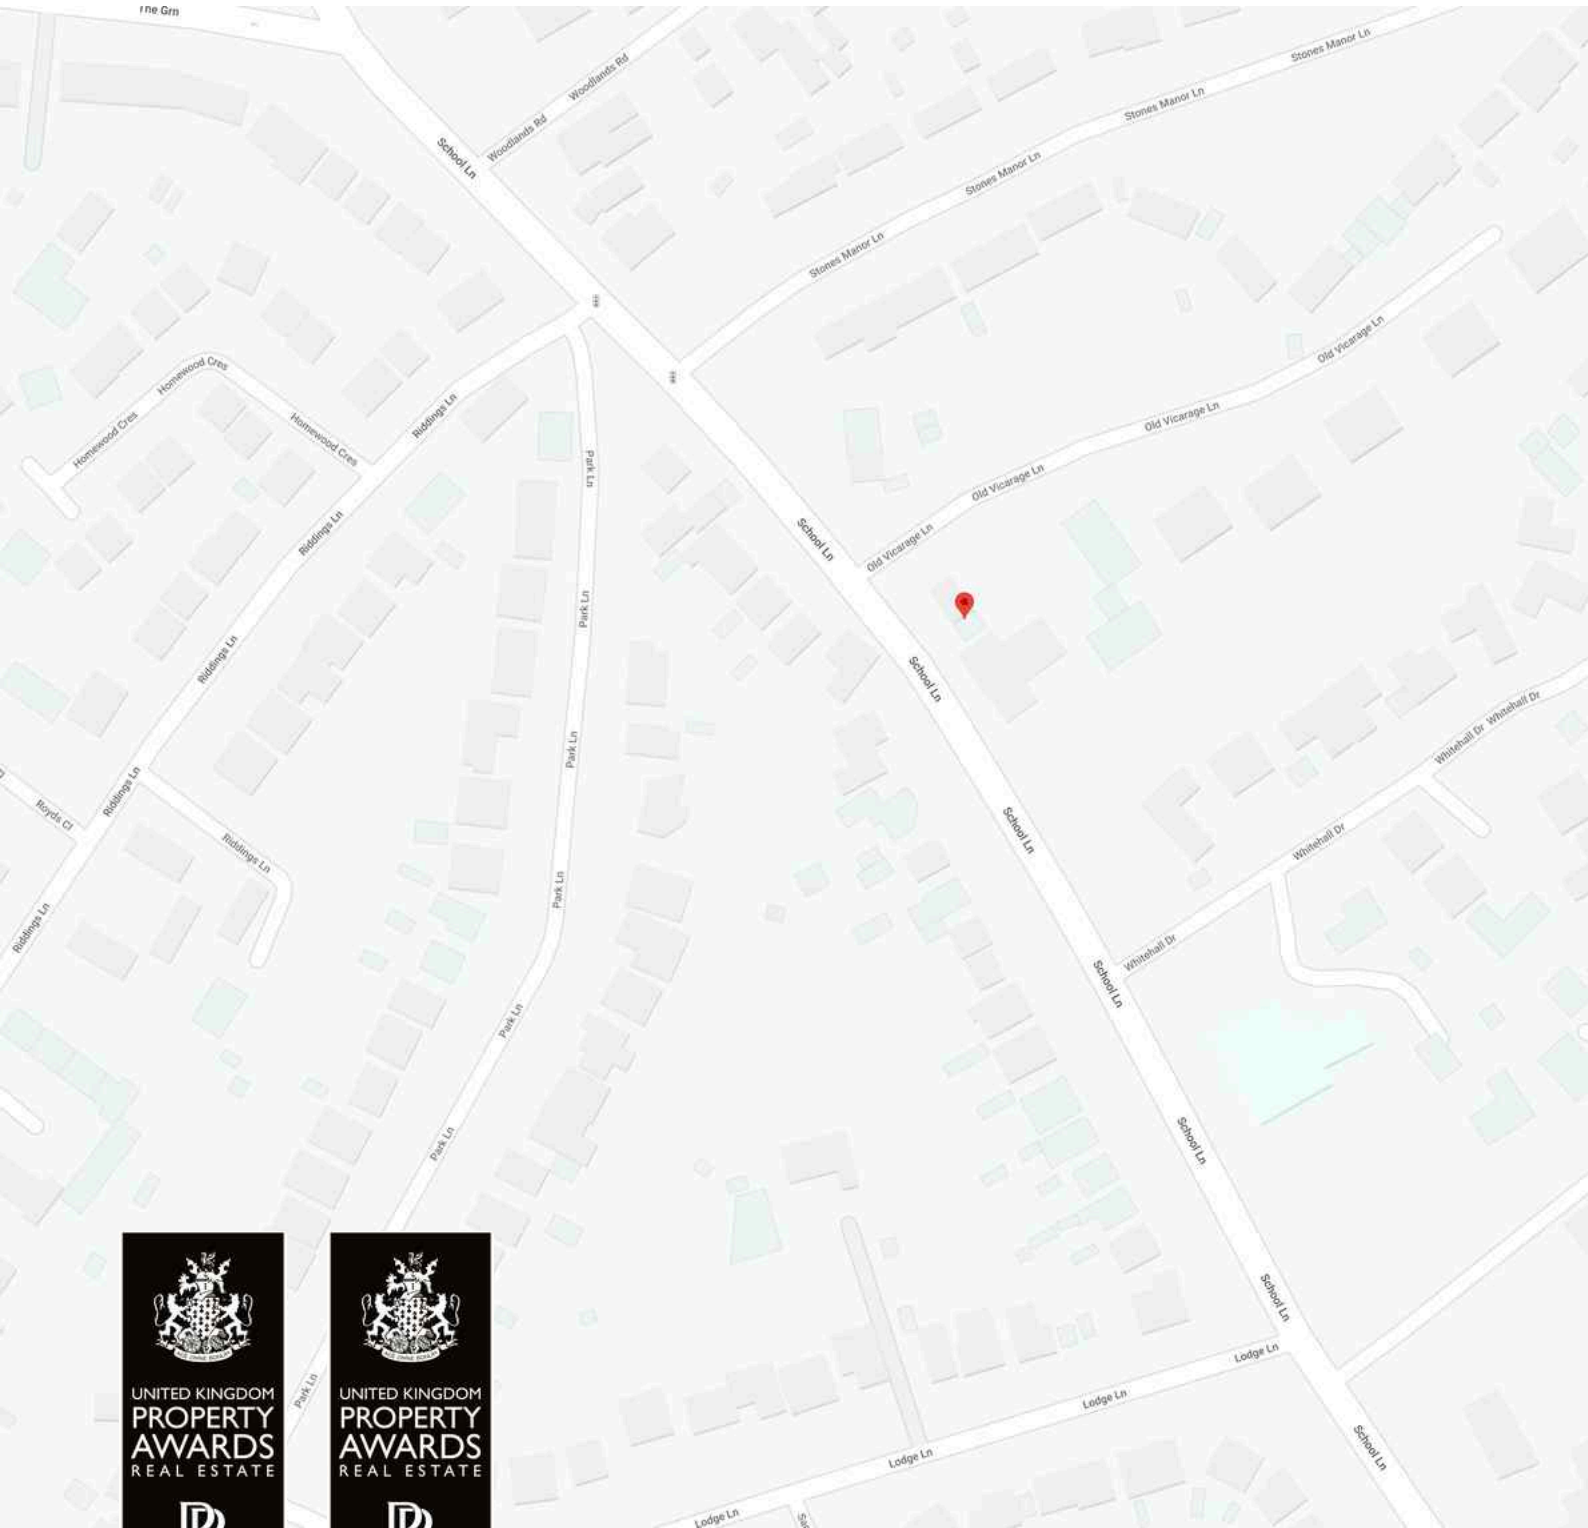 The Grn
Woodlands Rd
Woodlands Rd
School Ln
Stones Manor Ln
Stones Manor Ln
Stones Manor Ln
Stones Manor Ln
Homewood Cres
Homewood Cres
Homewood Cres
Riddings Ln
Riddings Ln
Riddings Ln
Riddings Ln
Riddings Ln
Riddings Ln
Royds Cl
Park Ln
Park Ln
Park Ln
Park Ln
Park Ln
Park Ln
Park Ln
School Ln
Old Vicarage Ln
Old Vicarage Ln
Old Vicarage Ln
Old Vicarage Ln
School Ln
School Ln
Whitehall Dr
Whitehall Dr
Whitehall Dr
Whitehall Dr
School Ln
School Ln
School Ln
School Ln
Lodge Ln
Lodge Ln
Lodge Ln
Lodge Ln
UNITED KINGDOM
PROPERTY
AWARDS
REAL ESTATE
UNITED KINGDOM
PROPERTY
AWARDS
REAL ESTATE